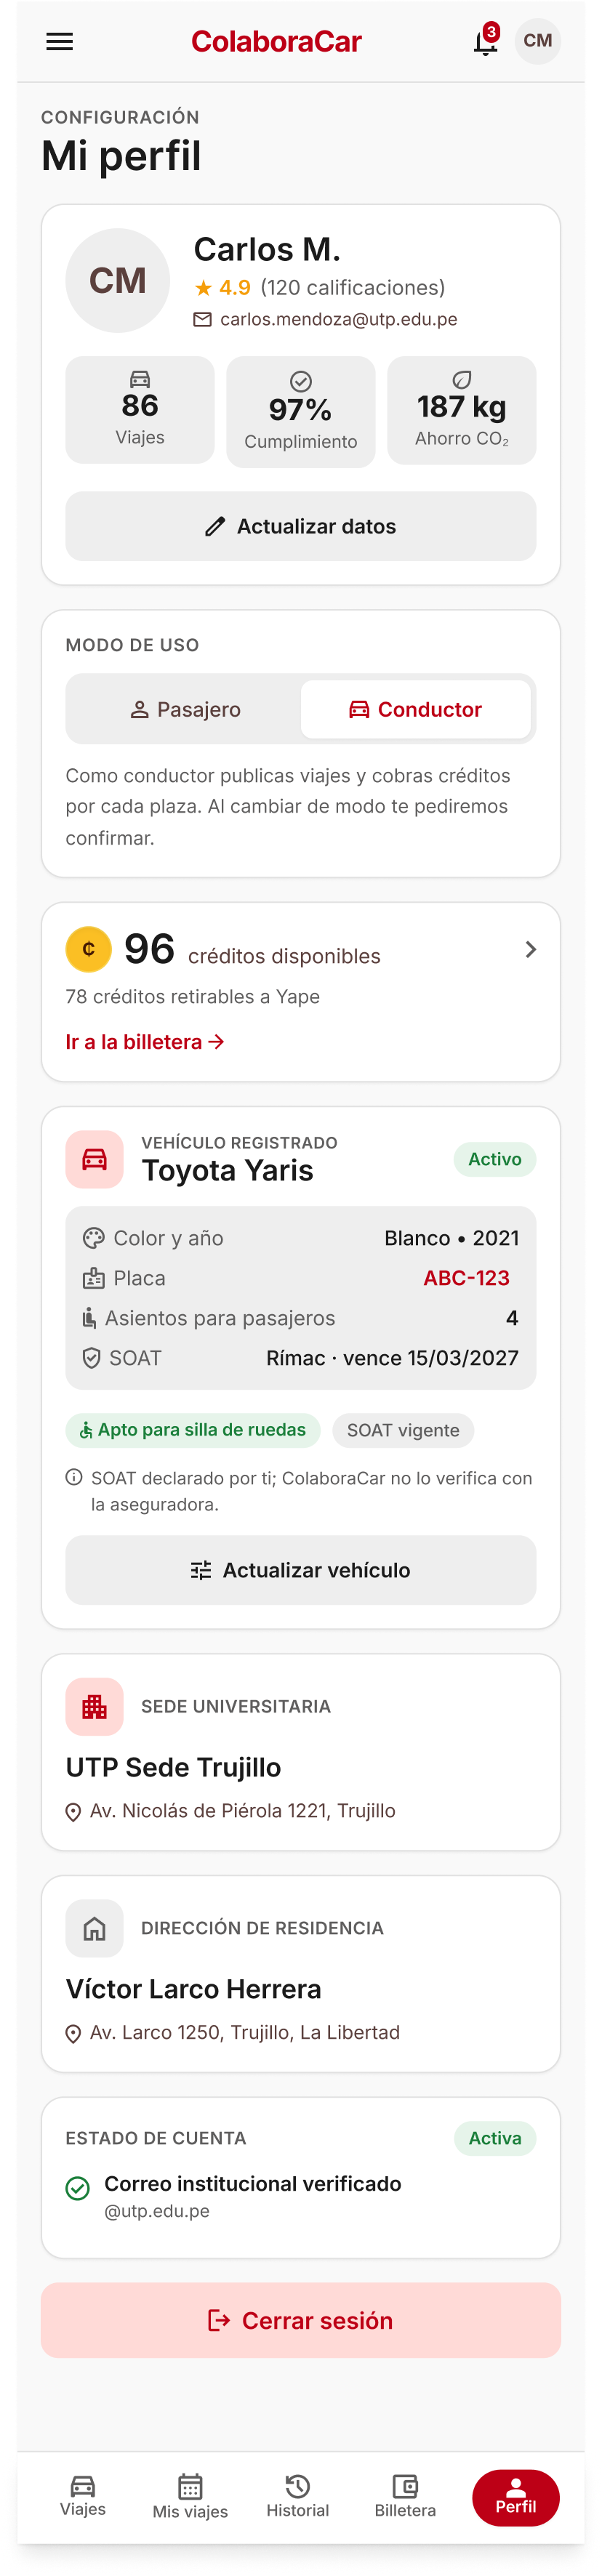 ColaboraCar
3
CM
CONFIGURACIÓN
Mi perfil
CM
Carlos M.
★ 4.9 (120 calificaciones)
carlos.mendoza@utp.edu.pe
86
Viajes
97%
Cumplimiento
187 kg
Ahorro CO₂
Actualizar datos
MODO DE USO
Pasajero
Conductor
Como conductor publicas viajes y cobras créditos
por cada plaza. Al cambiar de modo te pediremos
confirmar.
¢ 96 créditos disponibles
78 créditos retirables a Yape
Ir a la billetera →
VEHÍCULO REGISTRADO
Toyota Yaris
Activo
Color y año Blanco • 2021
Placa ABC-123
Asientos para pasajeros 4
SOAT Rímac · vence 15/03/2027
Apto para silla de ruedas
SOAT vigente
SOAT declarado por ti; ColaboraCar no lo verifica con
la aseguradora.
Actualizar vehículo
SEDE UNIVERSITARIA
UTP Sede Trujillo
Av. Nicolás de Piérola 1221, Trujillo
DIRECCIÓN DE RESIDENCIA
Víctor Larco Herrera
Av. Larco 1250, Trujillo, La Libertad
ESTADO DE CUENTA
Activa
Correo institucional verificado
@utp.edu.pe
Cerrar sesión
Viajes
Mis viajes
Historial
Billetera
Perfil